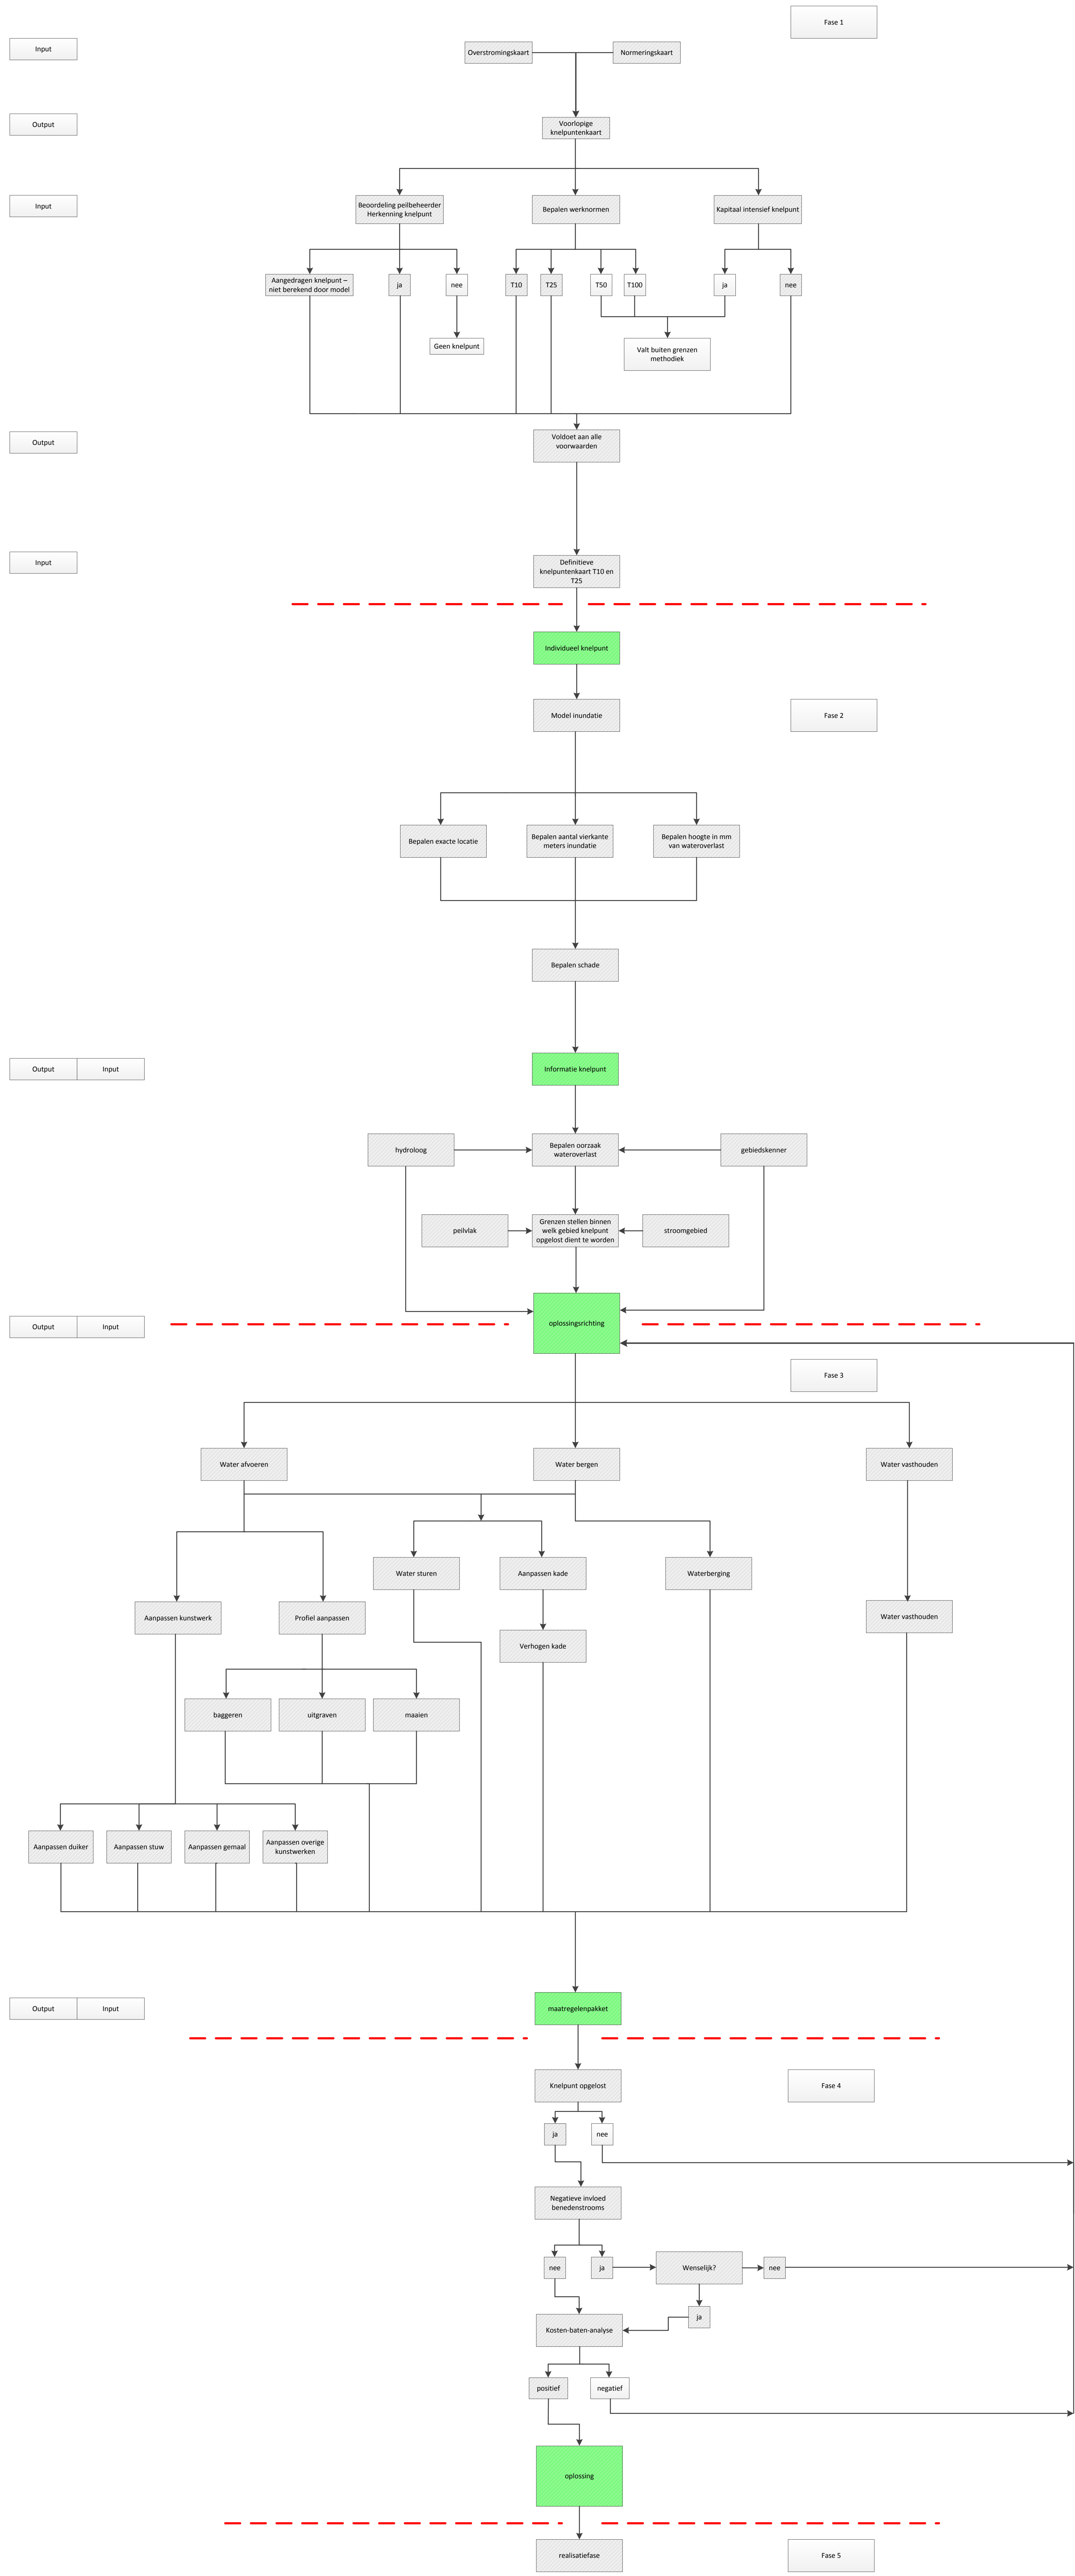 Fase 1
Input
Overstromingskaart
Normeringskaart
Output
Voorlopige
knelpuntenkaart
Input
Beoordeling peilbeheerder
Herkenning knelpunt
Bepalen werknormen
Kapitaal intensief knelpunt
Aangedragen knelpunt –
niet berekend door model
ja
nee
T10
T25
T50
T100
ja
nee
Geen knelpunt
Valt buiten grenzen
methodiek
Output
Voldoet aan alle
voorwaarden
Input
Definitieve
knelpuntenkaart T10 en
T25
Individueel knelpunt
Model inundatie
Fase 2
Bepalen exacte locatie
Bepalen aantal vierkante
meters inundatie
Bepalen hoogte in mm
van wateroverlast
Bepalen schade
Output
Input
Informatie knelpunt
hydroloog
Bepalen oorzaak
wateroverlast
gebiedskenner
peilvlak
Grenzen stellen binnen
welk gebied knelpunt
opgelost dient te worden
stroomgebied
Output
Input
oplossingsrichting
Fase 3
Water afvoeren
Water bergen
Water vasthouden
Water sturen
Aanpassen kade
Waterberging
Aanpassen kunstwerk
Profiel aanpassen
Water vasthouden
Verhogen kade
baggeren
uitgraven
maaien
Aanpassen duiker
Aanpassen stuw
Aanpassen gemaal
Aanpassen overige
kunstwerken
Output
Input
maatregelenpakket
Knelpunt opgelost
Fase 4
ja
nee
Negatieve invloed
benedenstrooms
nee
ja
Wenselijk?
nee
ja
Kosten-baten-analyse
positief
negatief
oplossing
realisatiefase
Fase 5